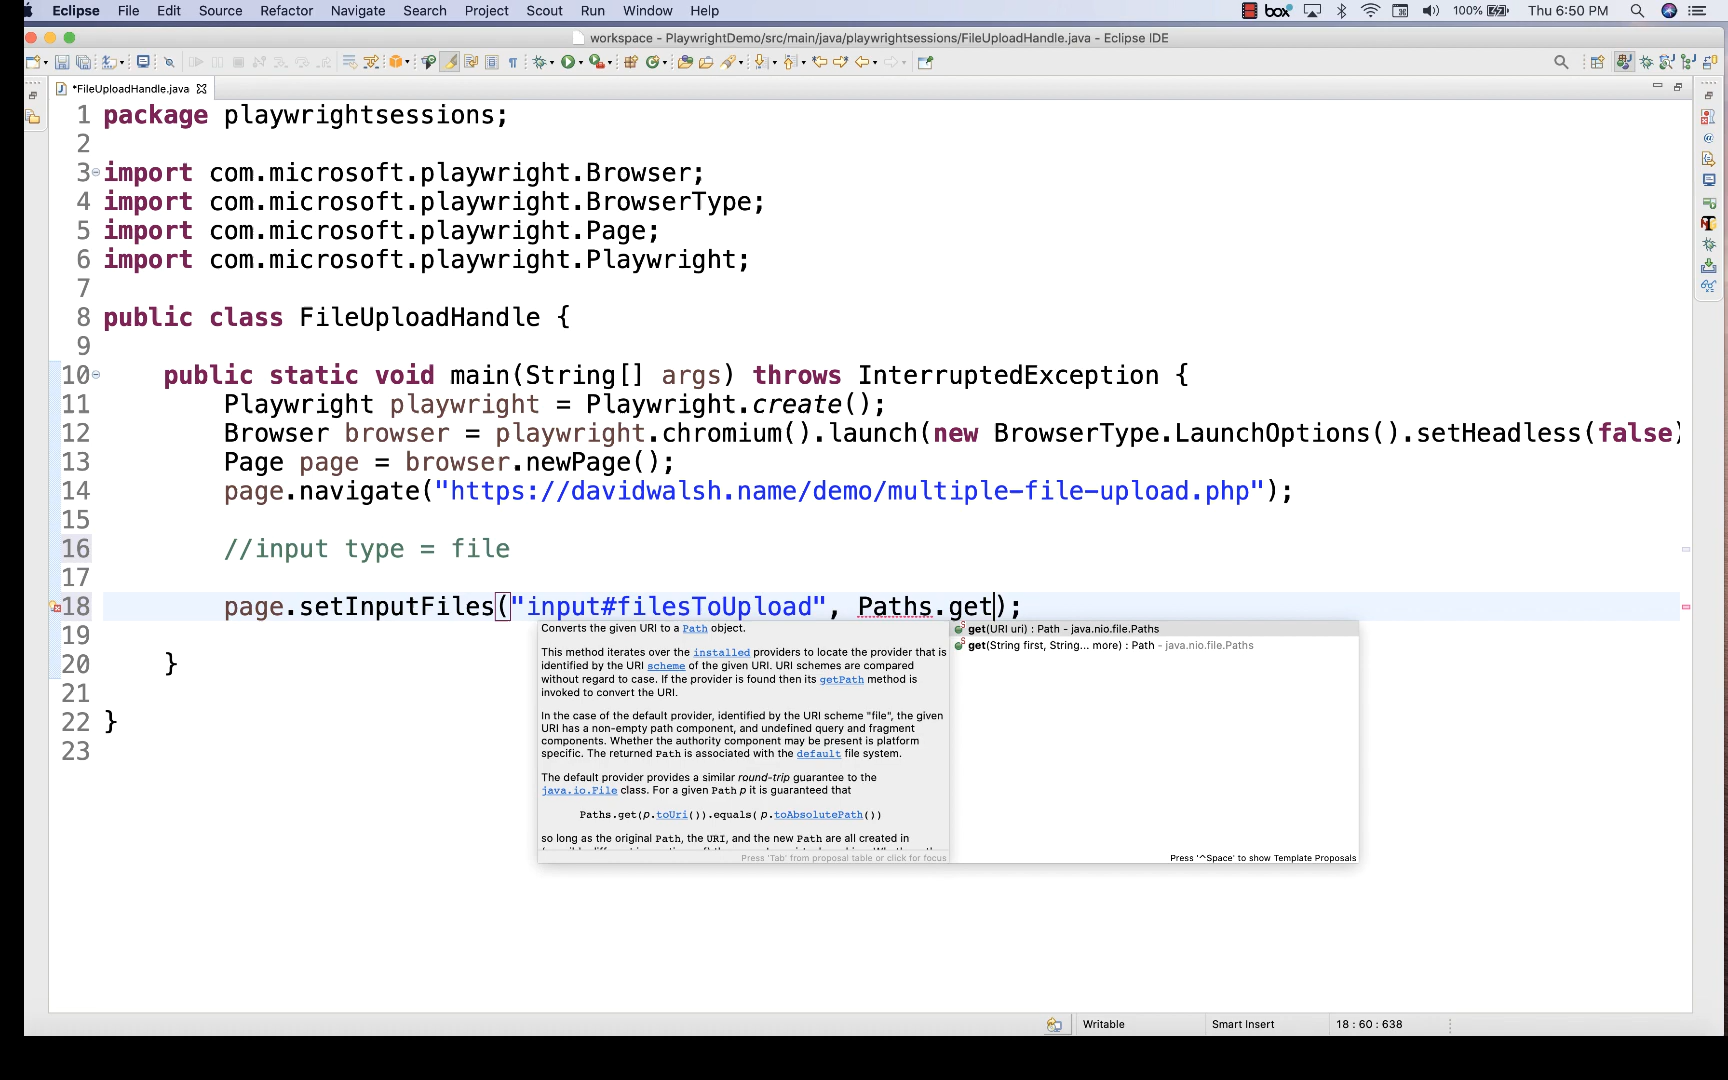 Eclipse File Edit Source Refactor Navigate Search Project Scout Run Window Help box 100% Thu 6:50 PM
workspace - PlaywrightDemo/src/main/java/playwrightsessions/FileUploadHandle.java - Eclipse IDE
*FileUploadHandle.java
1 package playwrightsessions;
2
3 import com.microsoft.playwright.Browser;
4 import com.microsoft.playwright.BrowserType;
5 import com.microsoft.playwright.Page;
6 import com.microsoft.playwright.Playwright;
7
8 public class FileUploadHandle {
9
10 public static void main(String[] args) throws InterruptedException {
11 Playwright playwright = Playwright.create();
12 Browser browser = playwright.chromium().launch(new BrowserType.LaunchOptions().setHeadless(false)
13 Page page = browser.newPage();
14 page.navigate("https://davidwalsh.name/demo/multiple-file-upload.php");
15
16 //input type = file
17
18 page.setInputFiles("input#filesToUpload", Paths.get);
19
20 }
21
22 }
23
Converts the given URI to a Path object.
This method iterates over the installed providers to locate the provider that is
identified by the URI scheme of the given URI. URI schemes are compared
without regard to case. If the provider is found then its getPath method is
invoked to convert the URI.
In the case of the default provider, identified by the URI scheme "file", the given
URI has a non-empty path component, and undefined query and fragment
components. Whether the authority component may be present is platform
specific. The returned Path is associated with the default file system.
The default provider provides a similar round-trip guarantee to the
java.io.File class. For a given Path p it is guaranteed that
Paths.get(p.toUri()).equals( p.toAbsolutePath())
so long as the original Path, the URI, and the new Path are all created in
Press 'Tab' from proposal table or click for focus
get(URI uri) : Path - java.nio.file.Paths
get(String first, String... more) : Path - java.nio.file.Paths
Press '^Space' to show Template Proposals
Writable Smart Insert 18 : 60 : 638